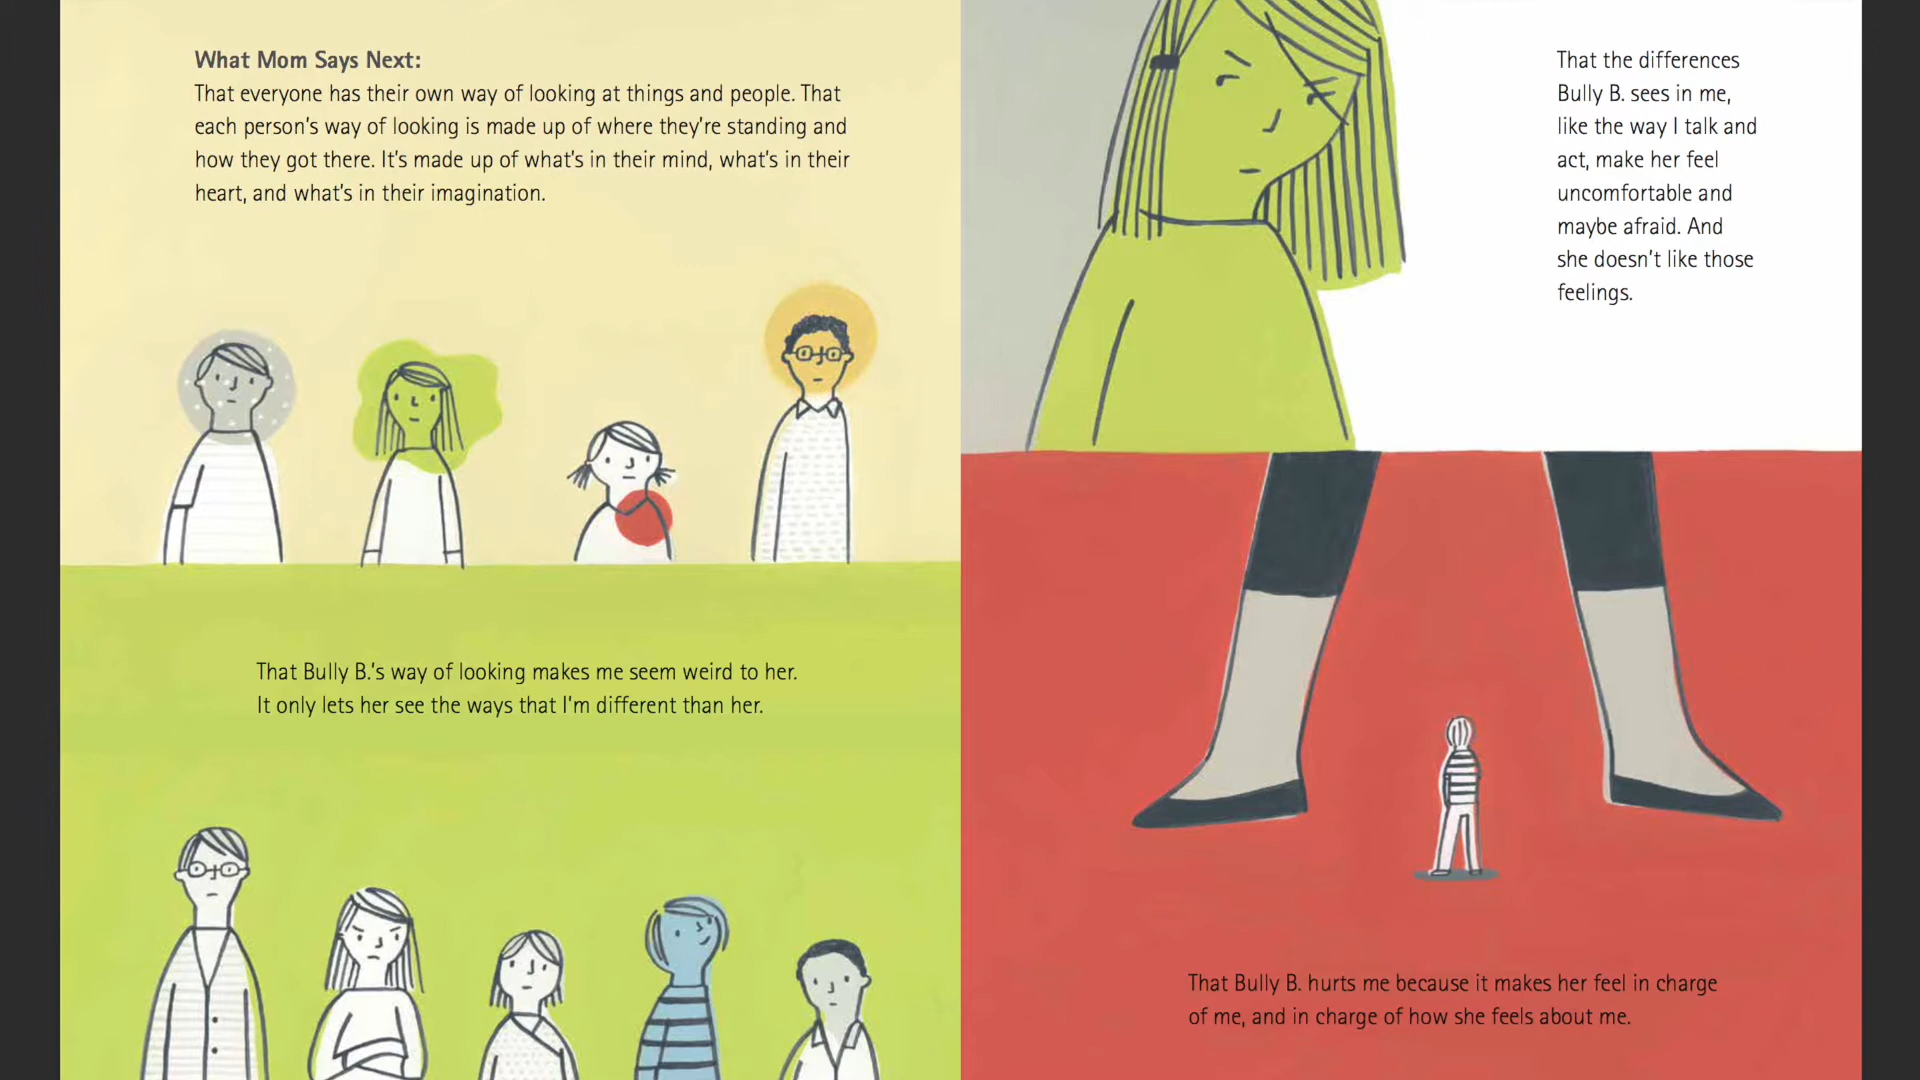 What Mom Says Next:
That everyone has their own way of looking at things and people. That
each person's way of looking is made up of where they're standing and
how they got there. It's made up of what's in their mind, what's in their
heart, and what's in their imagination.
That Bully B.'s way of looking makes me seem weird to her.
It only lets her see the ways that I'm different than her.
That the differences
Bully B. sees in me,
like the way I talk and
act, make her feel
uncomfortable and
maybe afraid. And
she doesn't like those
feelings.
That Bully B. hurts me because it makes her feel in charge
of me, and in charge of how she feels about me.